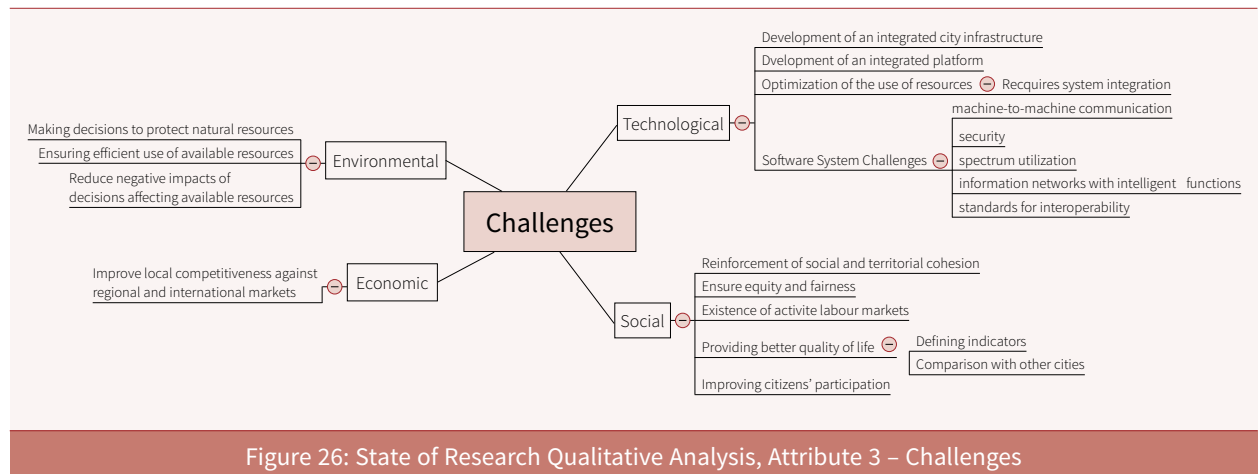 Challenges
Technological
Development of an integrated city infrastructure
Dvelopment of an integrated platform
Optimization of the use of resources
Recquires system integration
Software System Challenges
machine-to-machine communication
security
spectrum utilization
information networks with intelligent functions
standards for interoperability
Environmental
Making decisions to protect natural resources
Ensuring efficient use of available resources
Reduce negative impacts of
decisions affecting available resources
Economic
Improve local competitiveness against
regional and international markets
Social
Reinforcement of social and territorial cohesion
Ensure equity and fairness
Existence of activite labour markets
Providing better quality of life
Defining indicators
Comparison with other cities
Improving citizens’ participation
Figure 26: State of Research Qualitative Analysis, Attribute 3 – Challenges